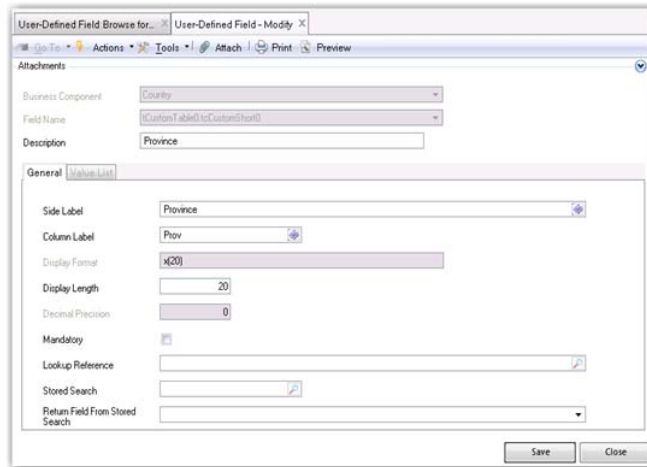 User-Defined Field Browse for... User-Defined Field - Modify
Go To Actions Tools Attach Print Preview
Attachments
Business Component Country
Field Name tCustomTable0.tcCustomShort0
Description Province
General Value List
Side Label Province
Column Label Prov
Display Format x(20)
Display Length 20
Decimal Precision 0
Mandatory
Lookup Reference
Stored Search
Return Field From Stored
Search
Save Close